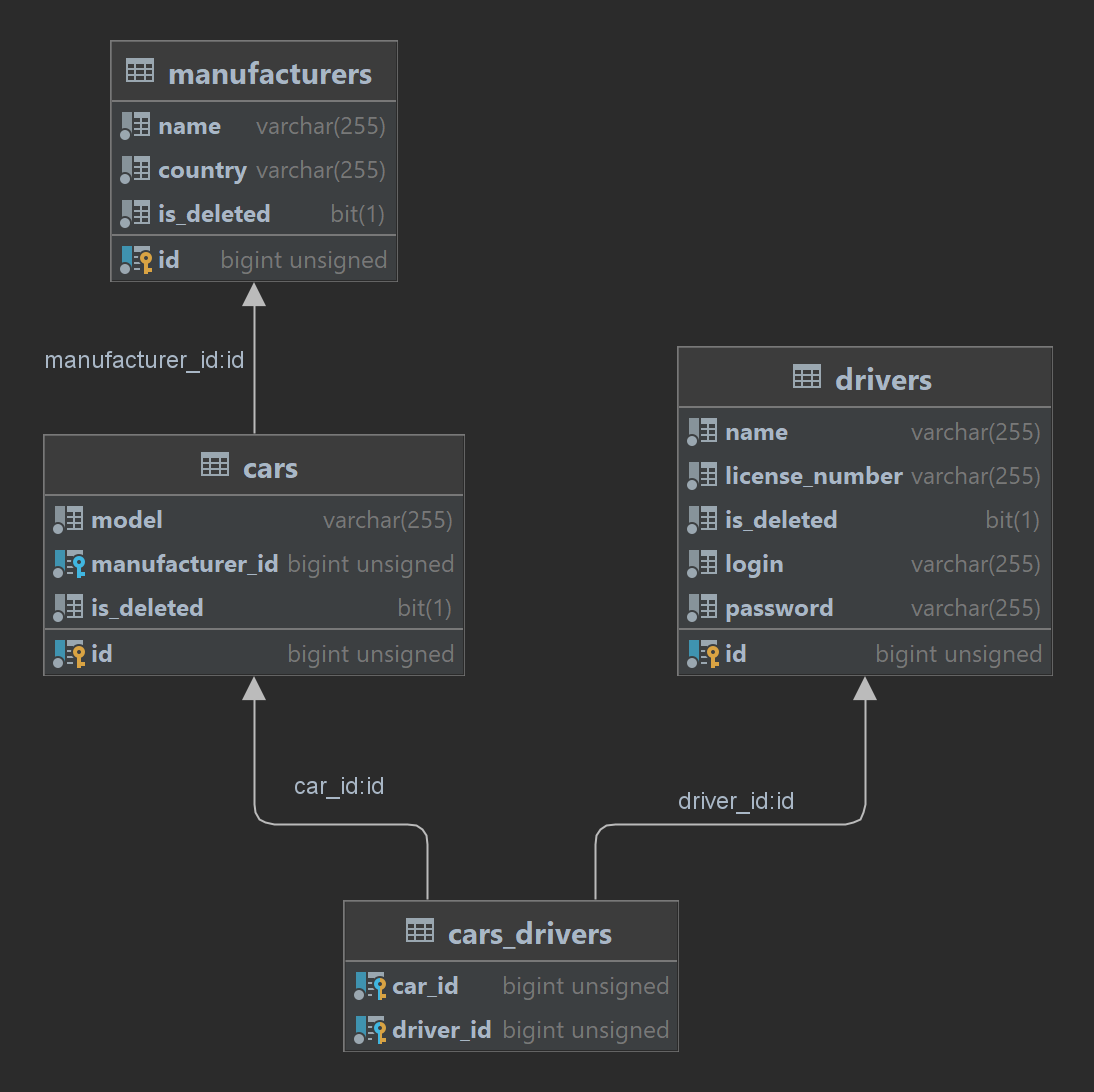 manufacturers
name varchar(255)
country varchar(255)
is_deleted bit(1)
id bigint unsigned
manufacturer_id:id
cars
model varchar(255)
manufacturer_id bigint unsigned
is_deleted bit(1)
id bigint unsigned
drivers
name varchar(255)
license_number varchar(255)
is_deleted bit(1)
login varchar(255)
password varchar(255)
id bigint unsigned
car_id:id
driver_id:id
cars_drivers
car_id bigint unsigned
driver_id bigint unsigned